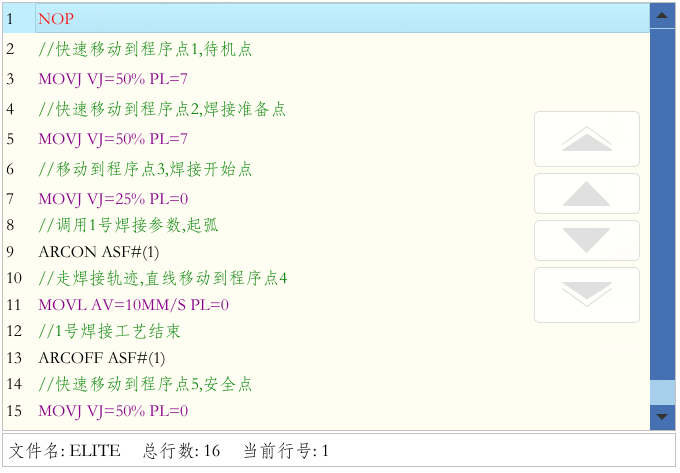 1 NOP
2 //快速移动到程序点1,待机点
3 MOVJ VJ=50% PL=7
4 //快速移动到程序点2,焊接准备点
5 MOVJ VJ=50% PL=7
6 //移动到程序点3,焊接开始点
7 MOVJ VJ=25% PL=0
8 //调用1号焊接参数,起弧
9 ARCON ASF#(1)
10 //走焊接轨迹,直线移动到程序点4
11 MOVL AV=10MM/S PL=0
12 //1号焊接工艺结束
13 ARCOFF ASF#(1)
14 //快速移动到程序点5,安全点
15 MOVJ VJ=50% PL=0
文件名: ELITE 总行数: 16 当前行号: 1